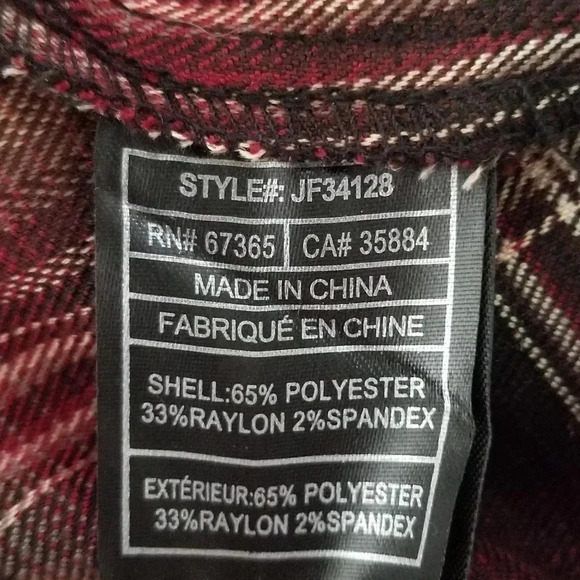 STYLE#: JF34128
RN# 67365 CA# 35884
MADE IN CHINA
FABRIQUÉ EN CHINE
SHELL:65% POLYESTER
33%RAYLON 2%SPANDEX
EXTÉRIEUR:65% POLYESTER
33%RAYLON 2%SPANDEX